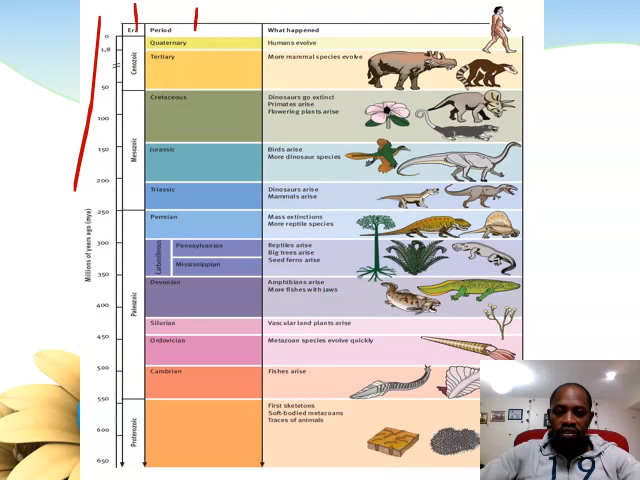 Era Period What happened
0
Quaternary Humans evolve
1,8
Tertiary More mammal species evolve
Cenozoic
50
Cretaceous Dinosaurs go extinct
Primates arise
Flowering plants arise
100
Mesozoic
Jurassic Birds arise
150
More dinosaur species
200
Triassic Dinosaurs arise
Mammals arise
250
Permian Mass extinctions
More reptile species
Millions of years ago (mya)
300
Carboniferous
Pennsylvanian Reptiles arise
Big trees arise
Mississippian Seed ferns arise
350
Devonian Amphibians arise
More fishes with jaws
400
Paleozoic
Silurian Vascular land plants arise
450
Ordovician Metazoan species evolve quickly
500
Cambrian Fishes arise
550
First skeletons
Soft-bodied metazoans
Traces of animals
600
Proterozoic
650
19